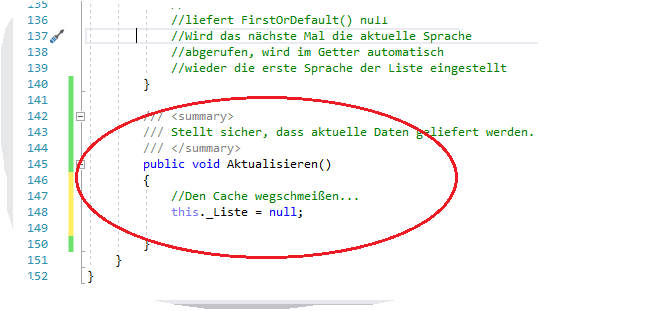 135 //
136 //liefert FirstOrDefault() null
137 //Wird das nächste Mal die aktuelle Sprache
138 //abgerufen, wird im Getter automatisch
139 //wieder die erste Sprache der Liste eingestellt
140 }
141
142 /// <summary>
143 /// Stellt sicher, dass aktuelle Daten geliefert werden.
144 /// </summary>
145 public void Aktualisieren()
146 {
147 //Den Cache wegschmeißen...
148 this._Liste = null;
149
150 }
151 }
152 }